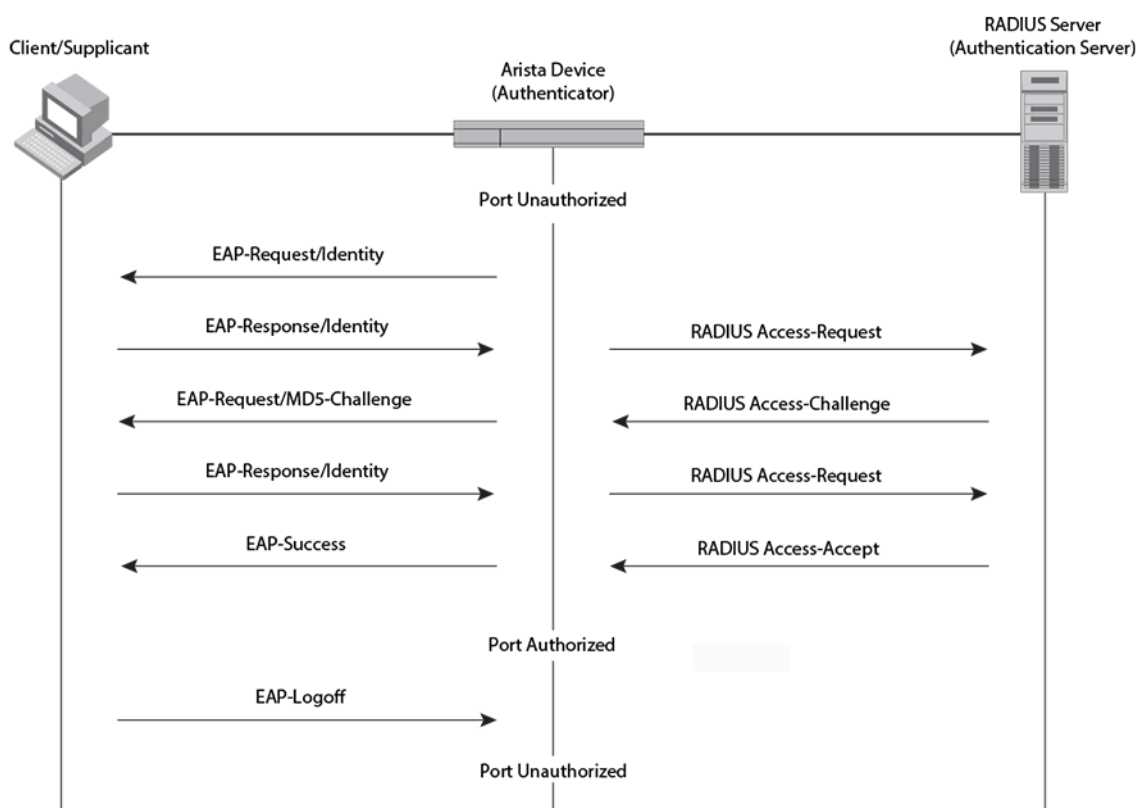 RADIUS Server
(Authentication Server)
Client/Supplicant
Arista Device
(Authenticator)
Port Unauthorized
EAP-Request/Identity
EAP-Response/Identity
RADIUS Access-Request
EAP-Request/MD5-Challenge
RADIUS Access-Challenge
EAP-Response/Identity
RADIUS Access-Request
EAP-Success
RADIUS Access-Accept
Port Authorized
EAP-Logoff
Port Unauthorized